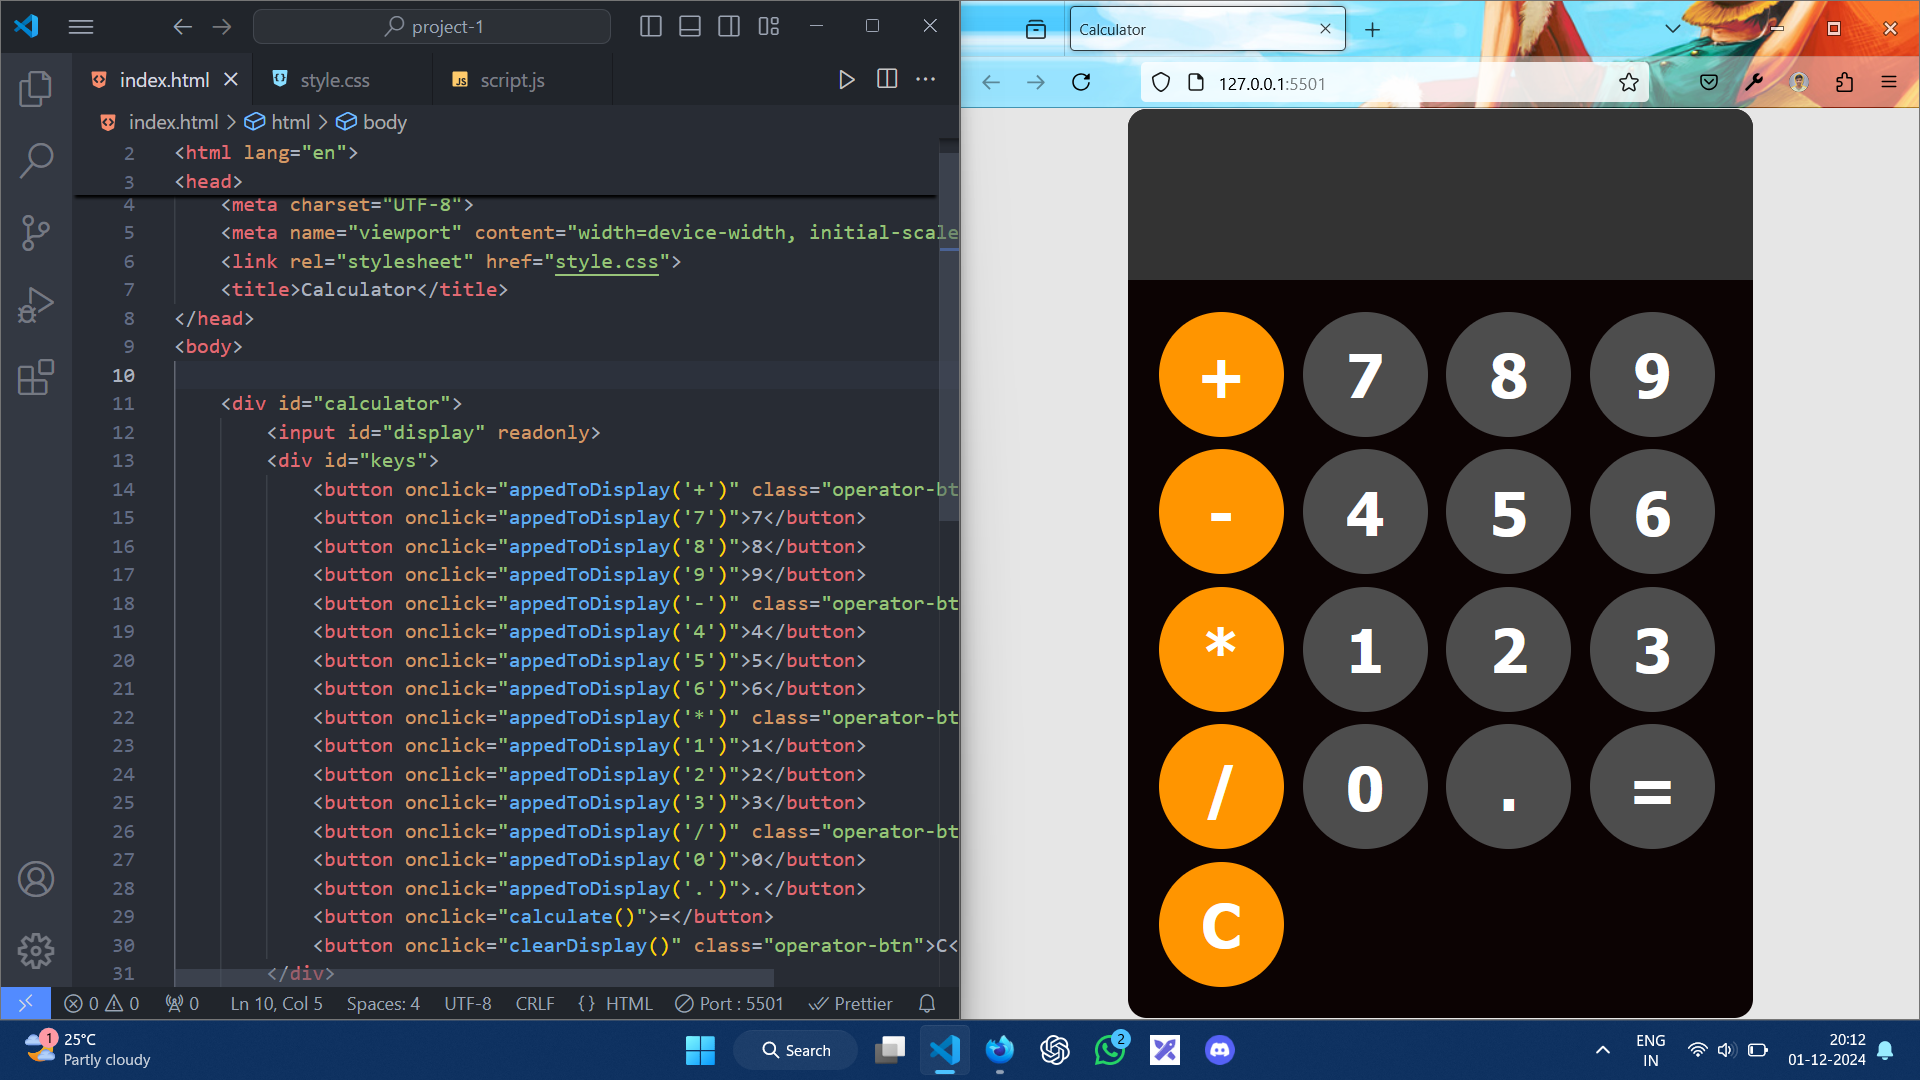 project-1
index.html
style.css
script.js
index.html > html > body
2 <html lang="en">
3 <head>
4 <meta charset="UTF-8">
5 <meta name="viewport" content="width=device-width, initial-scale
6 <link rel="stylesheet" href="style.css">
7 <title>Calculator</title>
8 </head>
9 <body>
10
11 <div id="calculator">
12 <input id="display" readonly>
13 <div id="keys">
14 <button onclick="appedToDisplay('+')" class="operator-bt
15 <button onclick="appedToDisplay('7')">7</button>
16 <button onclick="appedToDisplay('8')">8</button>
17 <button onclick="appedToDisplay('9')">9</button>
18 <button onclick="appedToDisplay('-')" class="operator-bt
19 <button onclick="appedToDisplay('4')">4</button>
20 <button onclick="appedToDisplay('5')">5</button>
21 <button onclick="appedToDisplay('6')">6</button>
22 <button onclick="appedToDisplay('*')" class="operator-bt
23 <button onclick="appedToDisplay('1')">1</button>
24 <button onclick="appedToDisplay('2')">2</button>
25 <button onclick="appedToDisplay('3')">3</button>
26 <button onclick="appedToDisplay('/')" class="operator-bt
27 <button onclick="appedToDisplay('0')">0</button>
28 <button onclick="appedToDisplay('.')">.</button>
29 <button onclick="calculate()">=</button>
30 <button onclick="clearDisplay()" class="operator-btn">C<
31 </div>
0 0 0 Ln 10, Col 5 Spaces: 4 UTF-8 CRLF {} HTML Port : 5501 Prettier
Calculator
127.0.0.1:5501
+ 7 8 9
- 4 5 6
* 1 2 3
/ 0 . =
C
1
25°C
Partly cloudy
Search
2
ENG
IN
20:12
01-12-2024